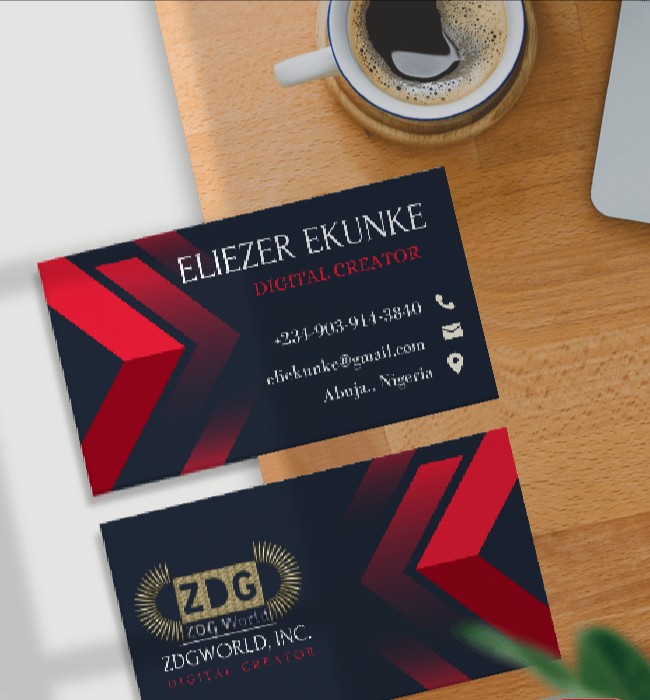 ELIEZER EKUNKE
DIGITAL CREATOR
+234-903-914-3840
eliekunke@gmail.com
Abuja., Nigeria
ZDG
ZDG World
ZDGWORLD, INC.
DIGITAL CREATOR